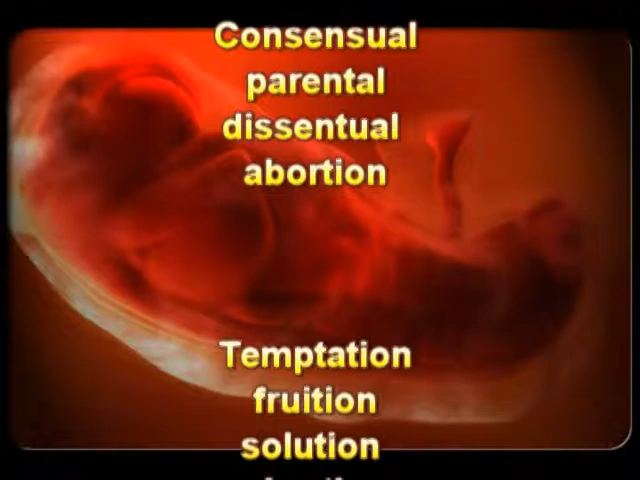 Consensual
parental
dissentual
abortion
Temptation
fruition
solution